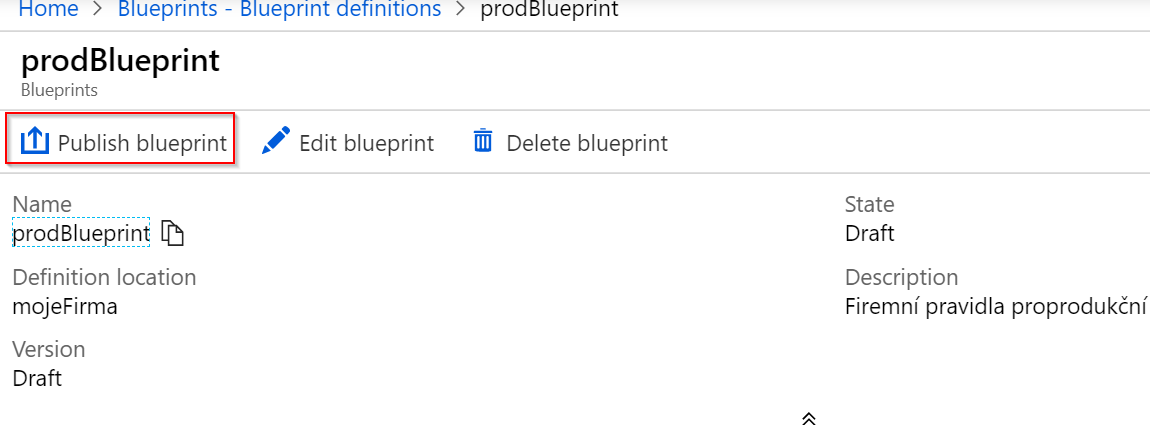 Home > Blueprints - Blueprint definitions > prodBlueprint
prodBlueprint
Blueprints
Publish blueprint Edit blueprint Delete blueprint
Name
prodBlueprint
State
Draft
Definition location
mojeFirma
Description
Firemní pravidla proprodukční
Version
Draft